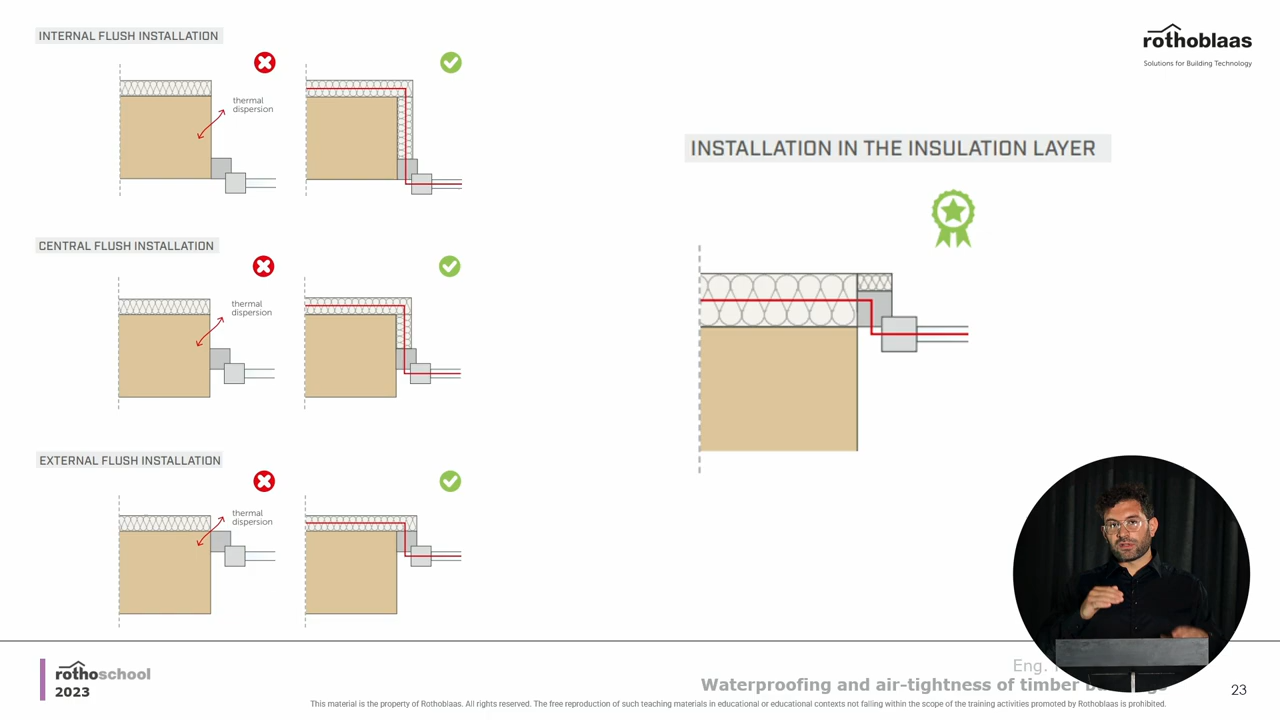 INTERNAL FLUSH INSTALLATION
thermal
dispersion
CENTRAL FLUSH INSTALLATION
thermal
dispersion
EXTERNAL FLUSH INSTALLATION
thermal
dispersion
rothoblaas
Solutions for Building Technology
INSTALLATION IN THE INSULATION LAYER
rothoschool
2023
Eng.
Waterproofing and air-tightness of timber
This material is the property of Rothoblaas. All rights reserved. The free reproduction of such teaching materials in educational or educational contexts not falling within the scope of the training activities promoted by Rothoblaas is prohibited.
23